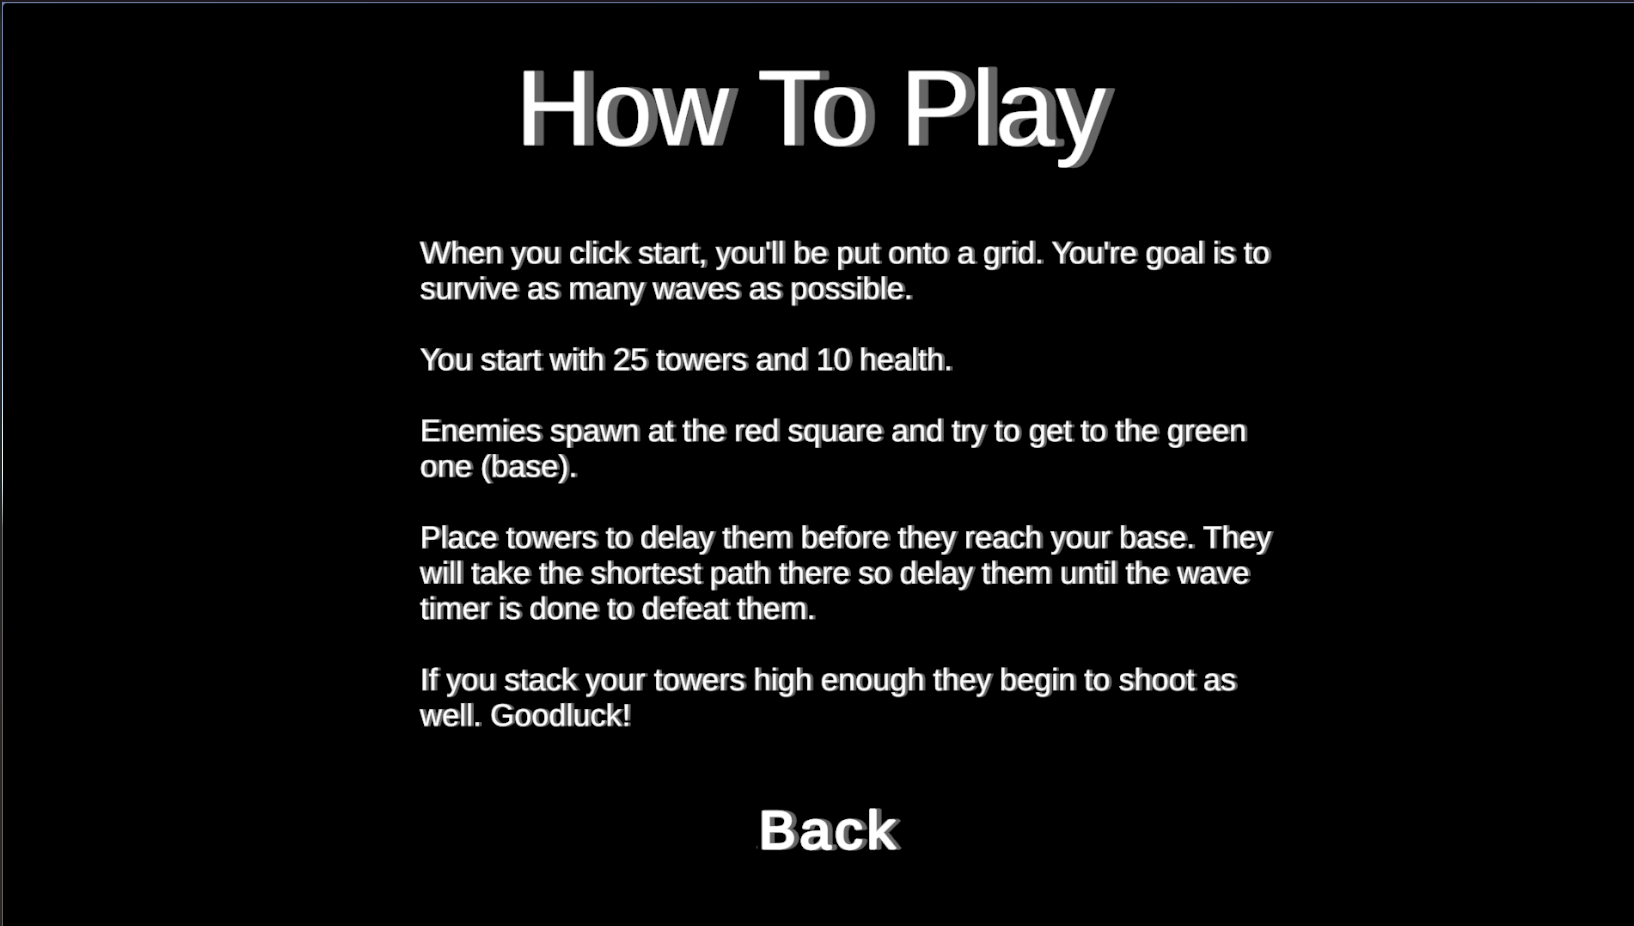 How To Play
When you click start, you'll be put onto a grid. You're goal is to
survive as many waves as possible.
You start with 25 towers and 10 health.
Enemies spawn at the red square and try to get to the green
one (base).
Place towers to delay them before they reach your base. They
will take the shortest path there so delay them until the wave
timer is done to defeat them.
If you stack your towers high enough they begin to shoot as
well. Goodluck!
Back